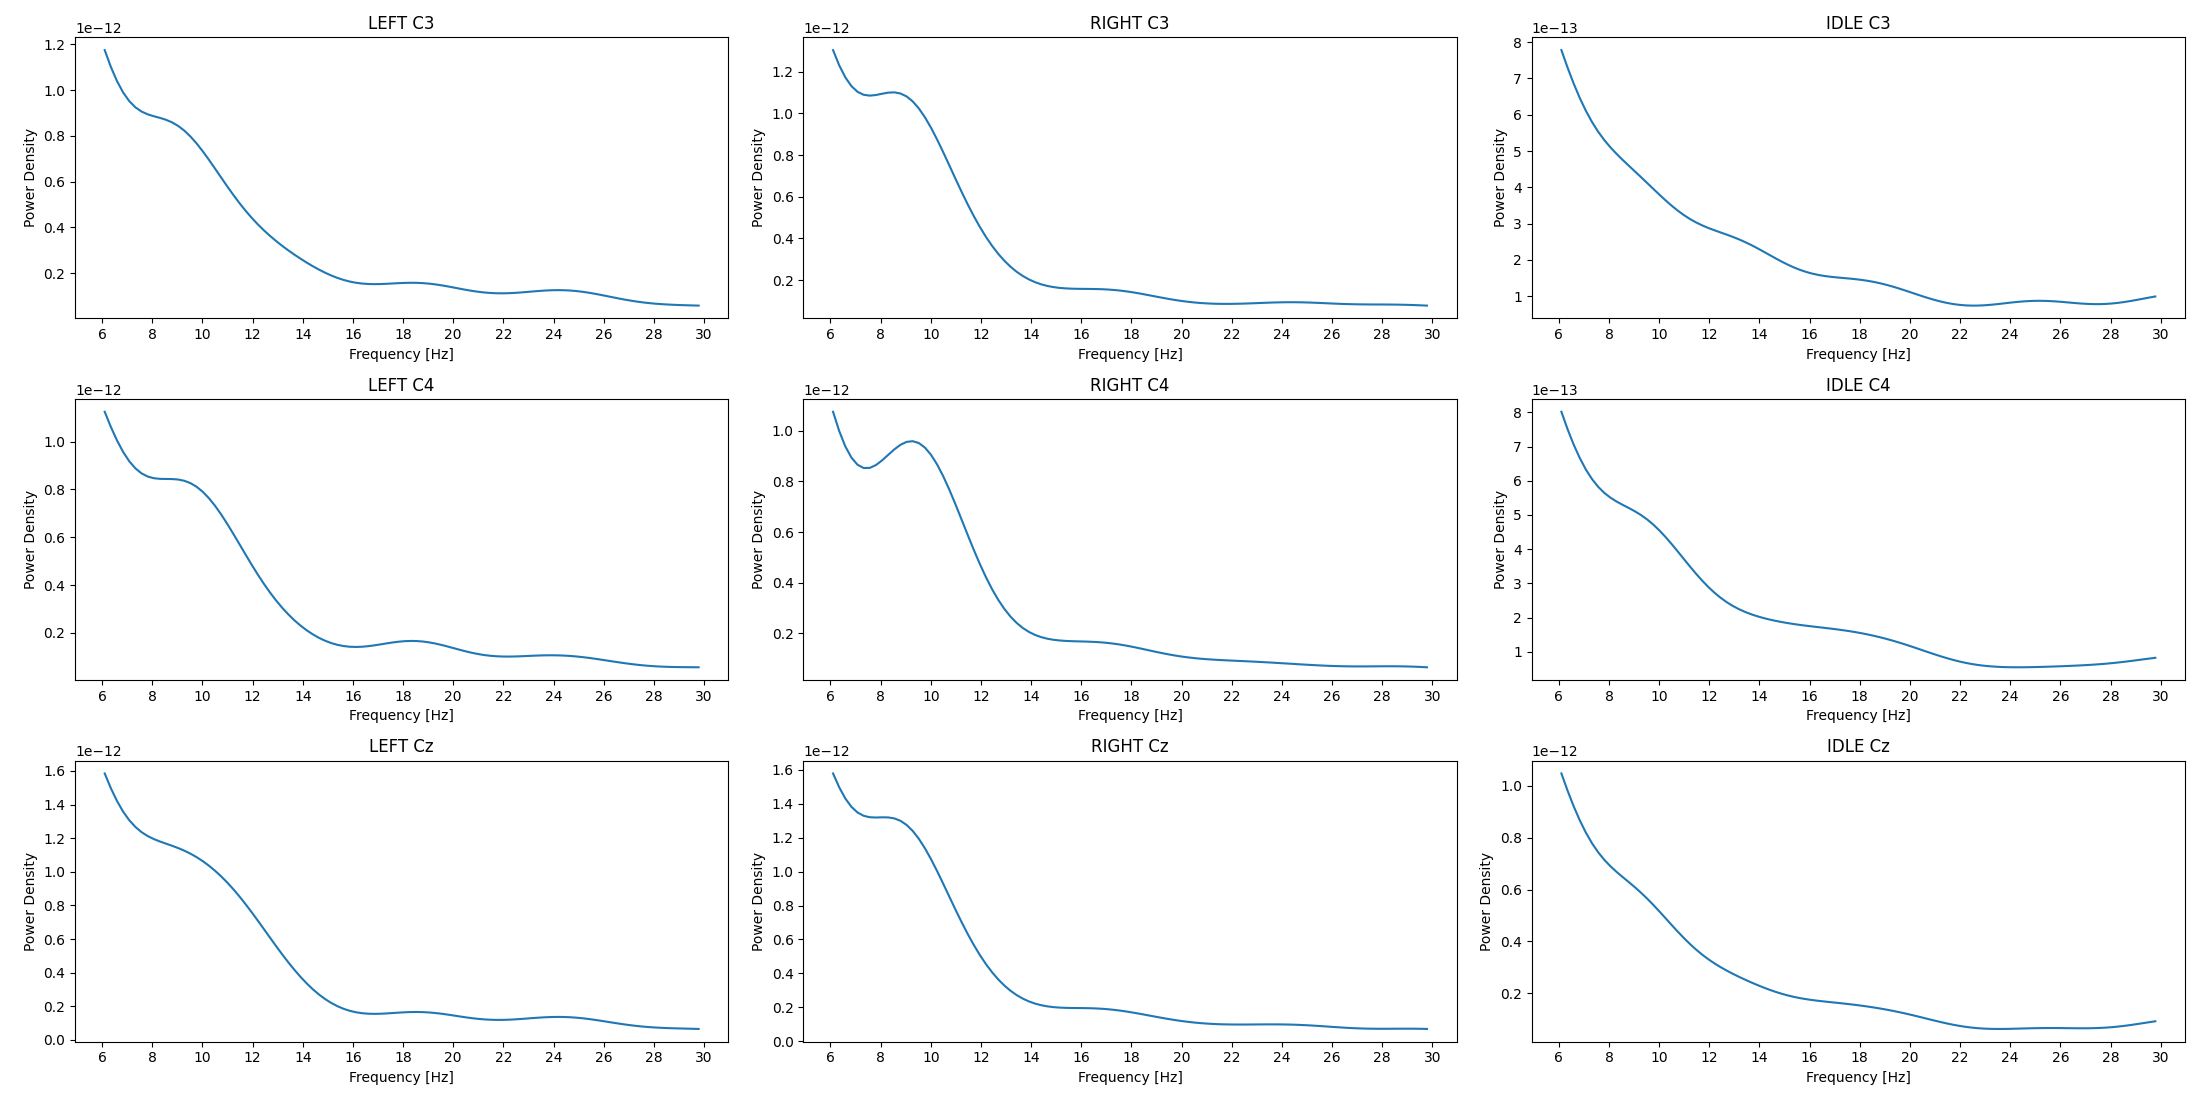 LEFT C3
1e−12
1.2
1.0
0.8
0.6
0.4
0.2
Power Density
6 8 10 12 14 16 18 20 22 24 26 28 30
Frequency [Hz]
RIGHT C3
1e−12
1.2
1.0
0.8
0.6
0.4
0.2
Power Density
6 8 10 12 14 16 18 20 22 24 26 28 30
Frequency [Hz]
IDLE C3
1e−13
8
7
6
5
4
3
2
1
Power Density
6 8 10 12 14 16 18 20 22 24 26 28 30
Frequency [Hz]
LEFT C4
1e−12
1.0
0.8
0.6
0.4
0.2
Power Density
6 8 10 12 14 16 18 20 22 24 26 28 30
Frequency [Hz]
RIGHT C4
1e−12
1.0
0.8
0.6
0.4
0.2
Power Density
6 8 10 12 14 16 18 20 22 24 26 28 30
Frequency [Hz]
IDLE C4
1e−13
8
7
6
5
4
3
2
1
Power Density
6 8 10 12 14 16 18 20 22 24 26 28 30
Frequency [Hz]
LEFT Cz
1e−12
1.6
1.4
1.2
1.0
0.8
0.6
0.4
0.2
0.0
Power Density
6 8 10 12 14 16 18 20 22 24 26 28 30
Frequency [Hz]
RIGHT Cz
1e−12
1.6
1.4
1.2
1.0
0.8
0.6
0.4
0.2
0.0
Power Density
6 8 10 12 14 16 18 20 22 24 26 28 30
Frequency [Hz]
IDLE Cz
1e−12
1.0
0.8
0.6
0.4
0.2
Power Density
6 8 10 12 14 16 18 20 22 24 26 28 30
Frequency [Hz]